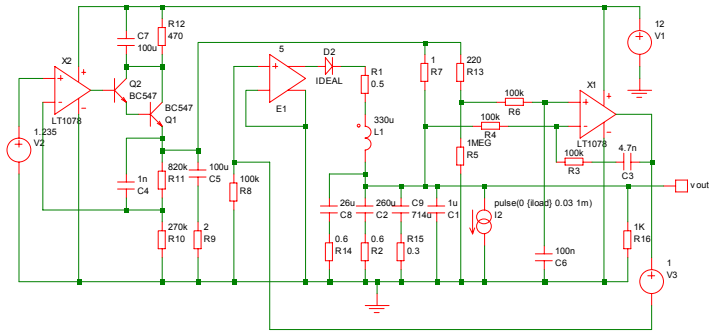 C7
100u
R12
470
X2
LT1078
Q2
BC547
BC547
Q1
1.235
V2
1n
C4
820k
R11
100u
C5
270k
R10
2
R9
100k
R8
5
E1
D2
IDEAL
R1
0.5
330u
L1
26u
C8
260u
C2
C9
714u
1u
C1
0.6
R14
0.6
R2
R15
0.3
1
R7
220
R13
1MEG
R5
100k
R6
100k
R4
X1
LT1078
100k
R3
4.7n
C3
12
V1
pulse(0 {iload} 0.03 1m)
I2
100n
C6
1K
R16
vout
1
V3